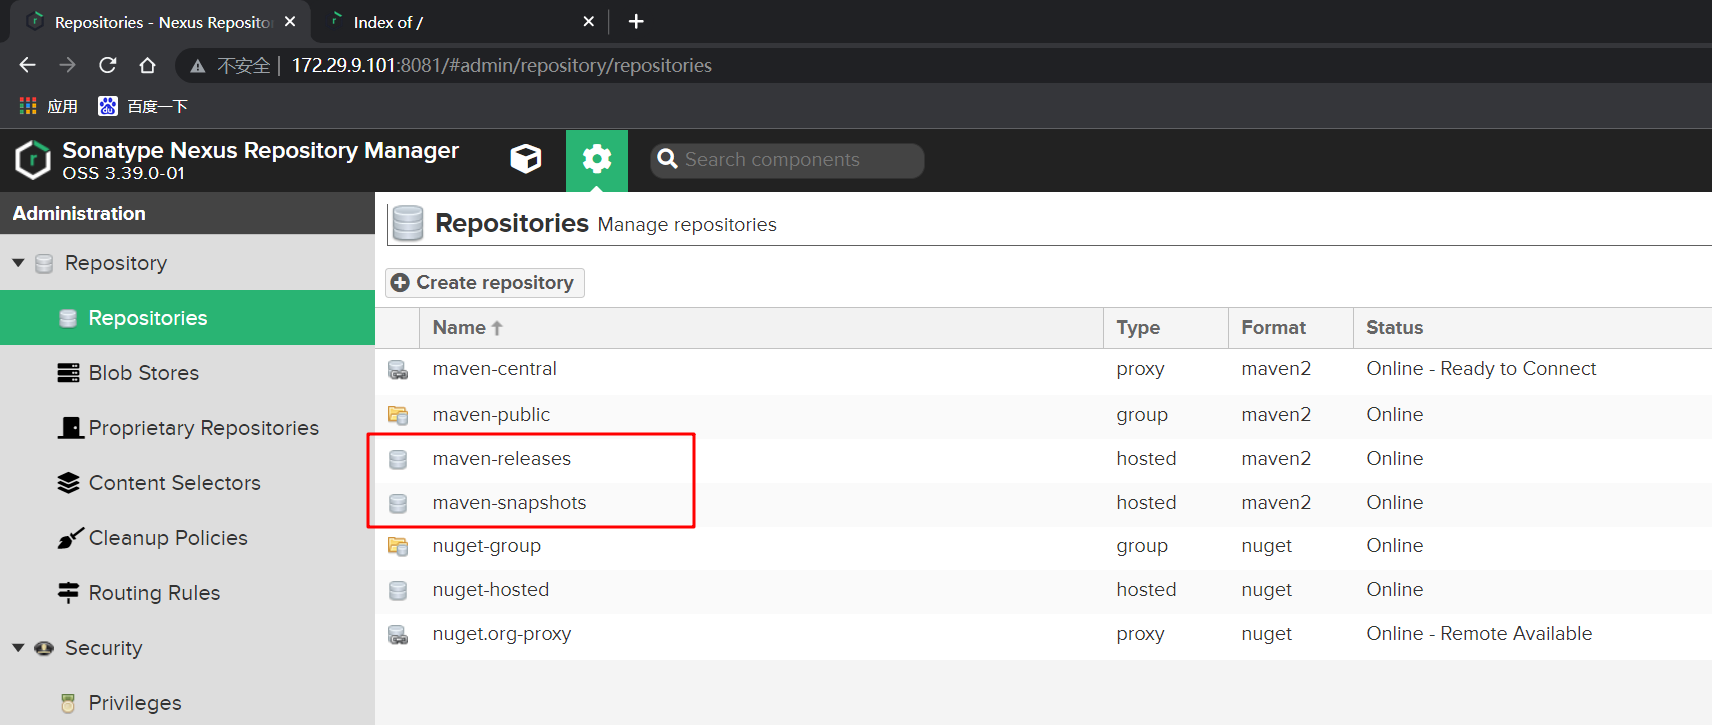 Repositories - Nexus Reposito
Index of /
不安全 172.29.9.101:8081/#admin/repository/repositories
应用 百度一下
Sonatype Nexus Repository Manager
OSS 3.39.0-01
Search components
Administration
Repositories Manage repositories
Repository
Create repository
Repositories
Name Type Format Status
Blob Stores
maven-central proxy maven2 Online - Ready to Connect
maven-public group maven2 Online
Proprietary Repositories
maven-releases hosted maven2 Online
Content Selectors
maven-snapshots hosted maven2 Online
Cleanup Policies
nuget-group group nuget Online
Routing Rules
nuget-hosted hosted nuget Online
nuget.org-proxy proxy nuget Online - Remote Available
Security
Privileges